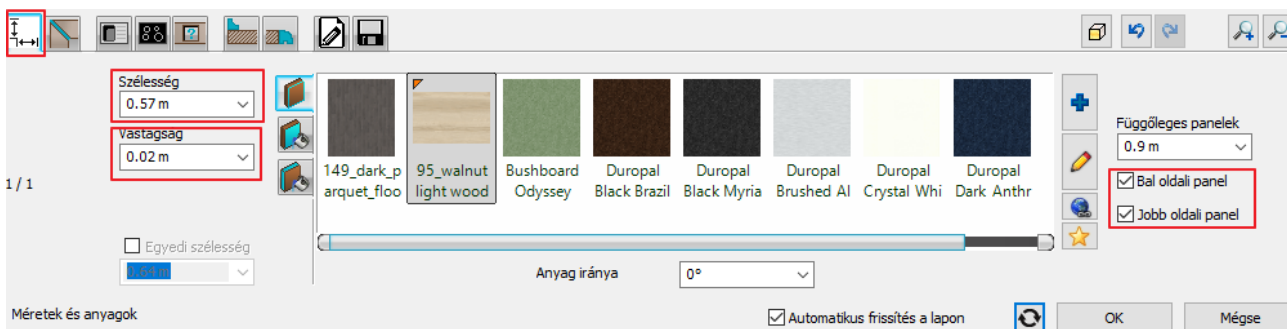 Szélesség
0.57 m
Vastagság
0.02 m
1 / 1
Egyedi szélesség
0.64 m
149_dark_p
arquet_floo
95_walnut
light wood
Bushboard
Odyssey
Duropal
Black Brazil
Duropal
Black Myria
Duropal
Brushed Al
Duropal
Crystal Whi
Duropal
Dark Anthr
Anyag iránya
0°
Függőleges panelek
0.9 m
Bal oldali panel
Jobb oldali panel
Méretek és anyagok
Automatikus frissítés a lapon
OK
Mégse